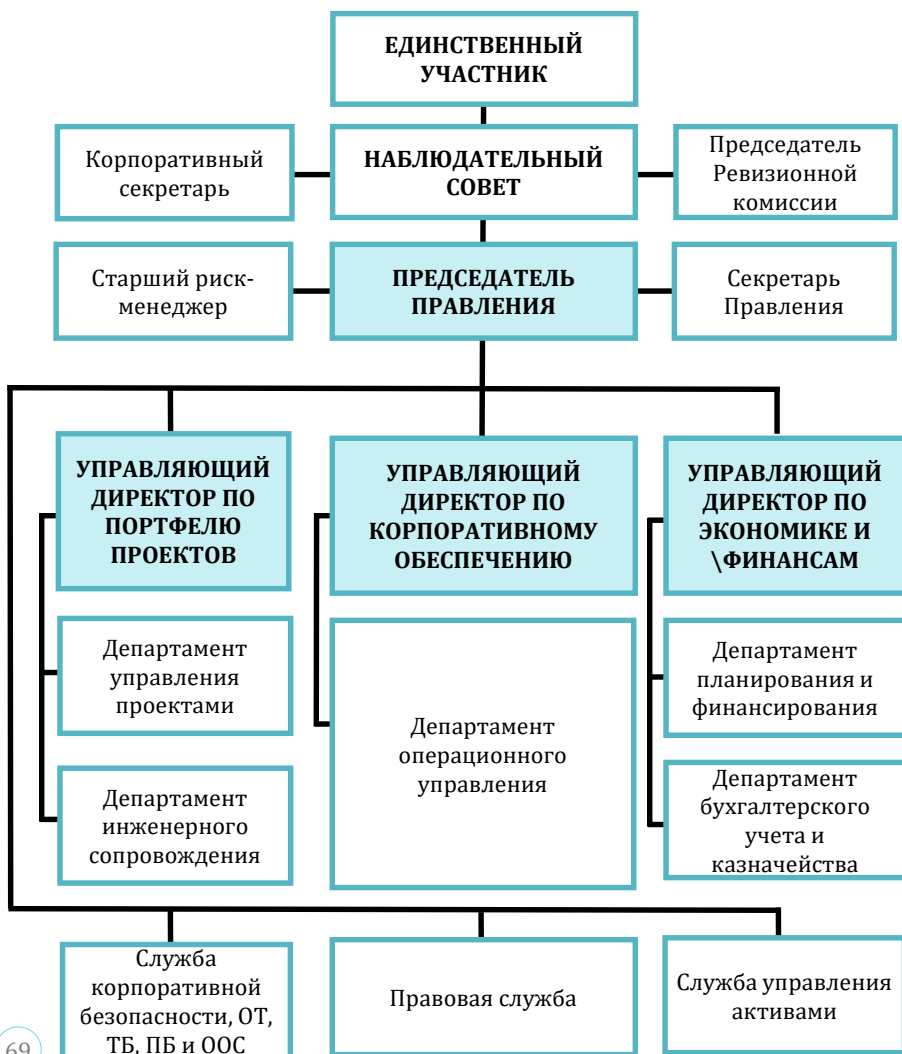 ЕДИНСТВЕННЫЙ
УЧАСТНИК
Корпоративный
секретарь
НАБЛЮДАТЕЛЬНЫЙ
СОВЕТ
Председатель
Ревизионной
комиссии
Старший риск-
менеджер
ПРЕДСЕДАТЕЛЬ
ПРАВЛЕНИЯ
Секретарь
Правления
УПРАВЛЯЮЩИЙ
ДИРЕКТОР ПО
ПОРТФЕЛЮ
ПРОЕКТОВ
УПРАВЛЯЮЩИЙ
ДИРЕКТОР ПО
КОРПОРАТИВНОМУ
ОБЕСПЕЧЕНИЮ
УПРАВЛЯЮЩИЙ
ДИРЕКТОР ПО
ЭКОНОМИКЕ И
\ФИНАНСАМ
Департамент
управления
проектами
Департамент
операционного
управления
Департамент
планирования и
финансирования
Департамент
инженерного
сопровождения
Департамент
бухгалтерского
учета и
казначейства
Служба
корпоративной
безопасности, ОТ,
ТБ, ПБ и ООС
Правовая служба
Служба управления
активами
69